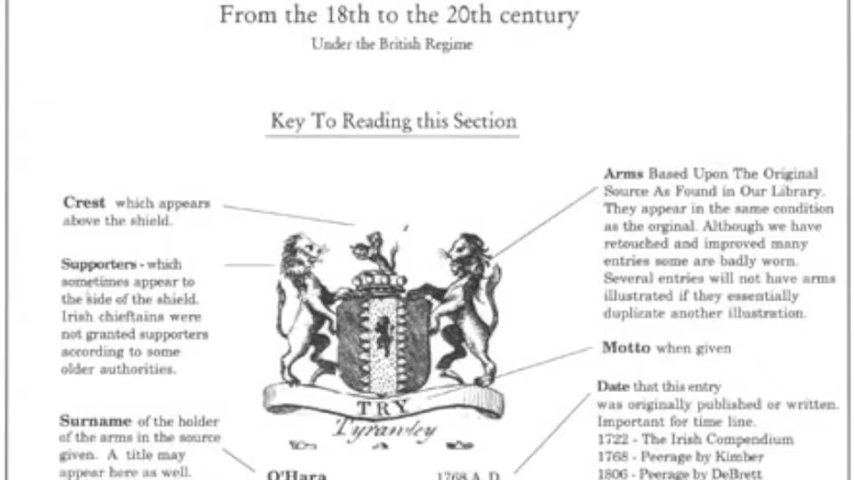 From the 18th to the 20th century
Under the British Regime
Key To Reading this Section
Crest which appears
above the shield.
Supporters - which
sometimes appear to
the side of the shield.
Irish chieftains were
not granted supporters
according to some
older authorities.
Surname of the holder
of the arms in the source
given. A title may
appear here as well.
Arms Based Upon The Original
Source As Found in Our Library.
They appear in the same condition
as the orginal. Although we have
retouched and improved many
entries some are badly worn.
Several entries will not have arms
illustrated if they essentially
duplicate another illustration.
Motto when given
Date that this entry
was originally published or written.
Important for time line.
1722 - The Irish Compendium
1768 - Peerage by Kimber
1806 - Peerage by DeBrett
TRY
Tyrawley
O'Hara
1768 A. D.